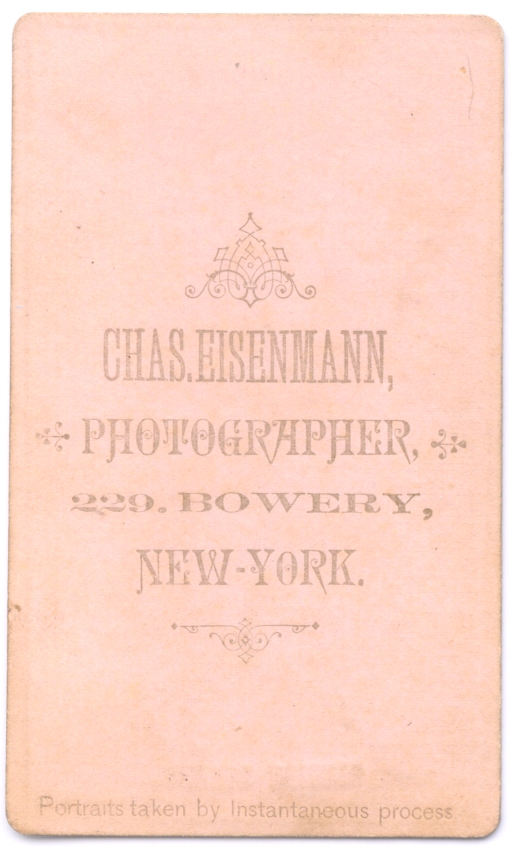 CHAS. EISENMANN,
PHOTOGRAPHER,
229. BOWERY,
NEW-YORK.
Portraits taken by Instantaneous process